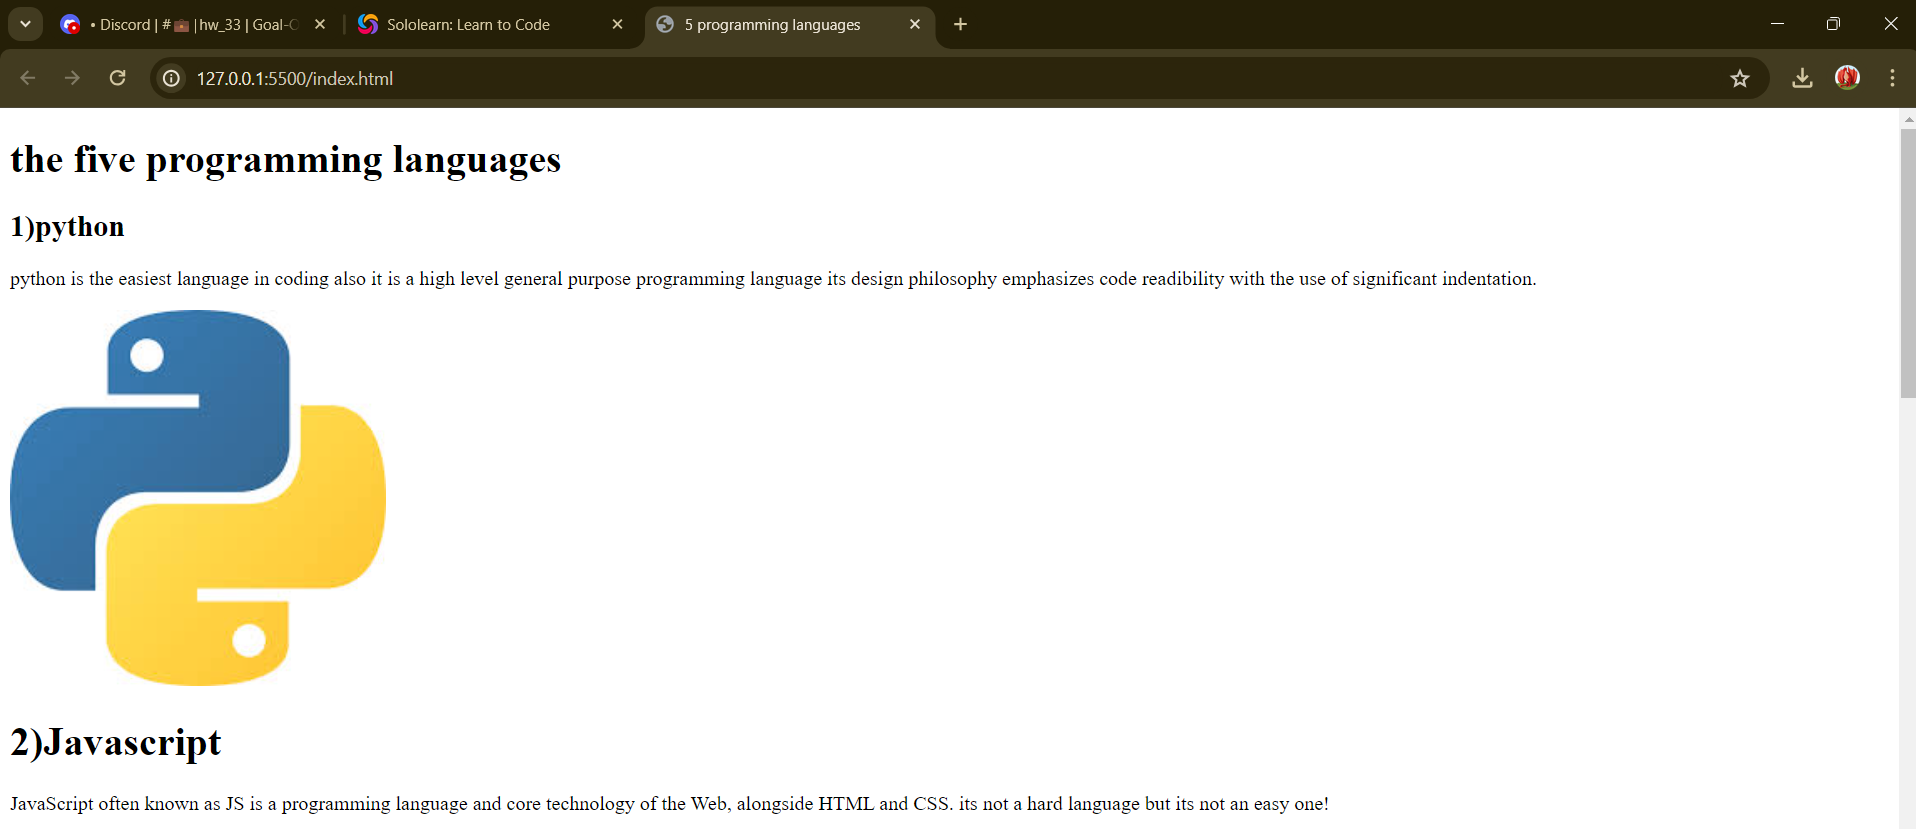 • Discord | #💼|hw_33 | Goal-O
Sololearn: Learn to Code
5 programming languages
127.0.0.1:5500/index.html
the five programming languages
1)python
python is the easiest language in coding also it is a high level general purpose programming language its design philosophy emphasizes code readibility with the use of significant indentation.
2)Javascript
JavaScript often known as JS is a programming language and core technology of the Web, alongside HTML and CSS. its not a hard language but its not an easy one!